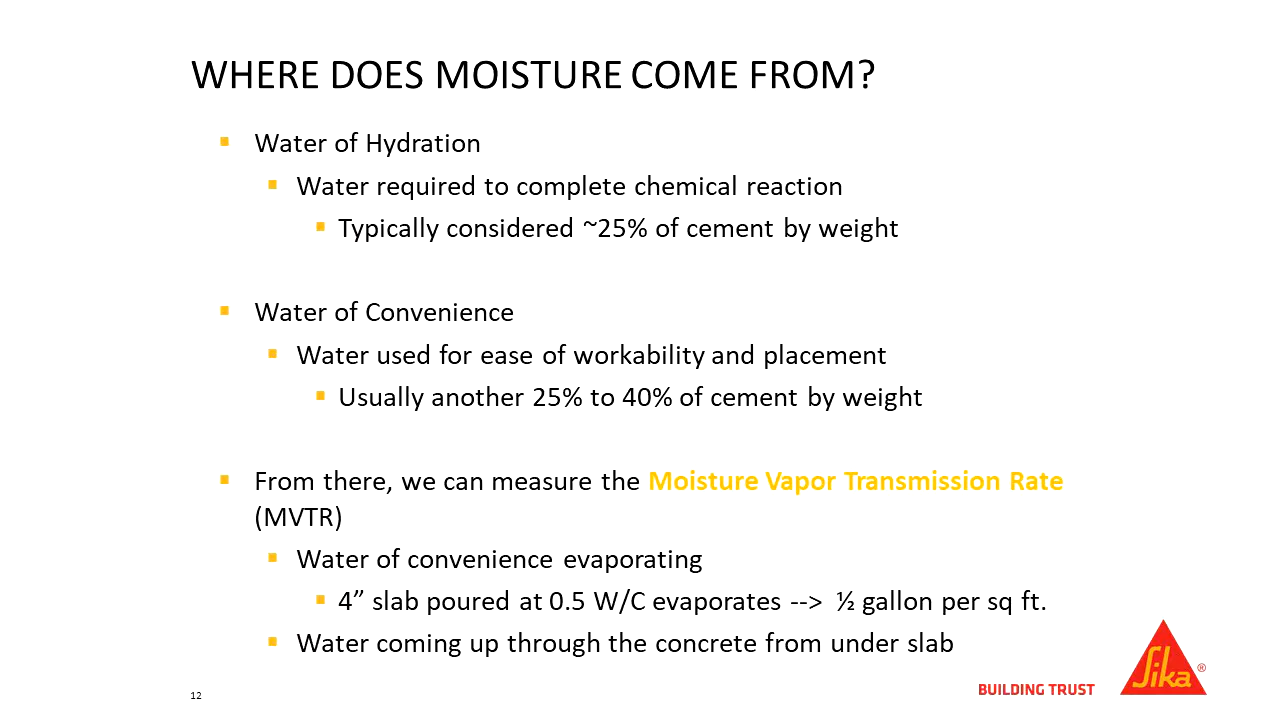 WHERE DOES MOISTURE COME FROM?
▪ Water of Hydration
▪ Water required to complete chemical reaction
▪ Typically considered ~25% of cement by weight
▪ Water of Convenience
▪ Water used for ease of workability and placement
▪ Usually another 25% to 40% of cement by weight
▪ From there, we can measure the Moisture Vapor Transmission Rate
(MVTR)
▪ Water of convenience evaporating
▪ 4” slab poured at 0.5 W/C evaporates --> ½ gallon per sq ft.
▪ Water coming up through the concrete from under slab
12
BUILDING TRUST
Sika®